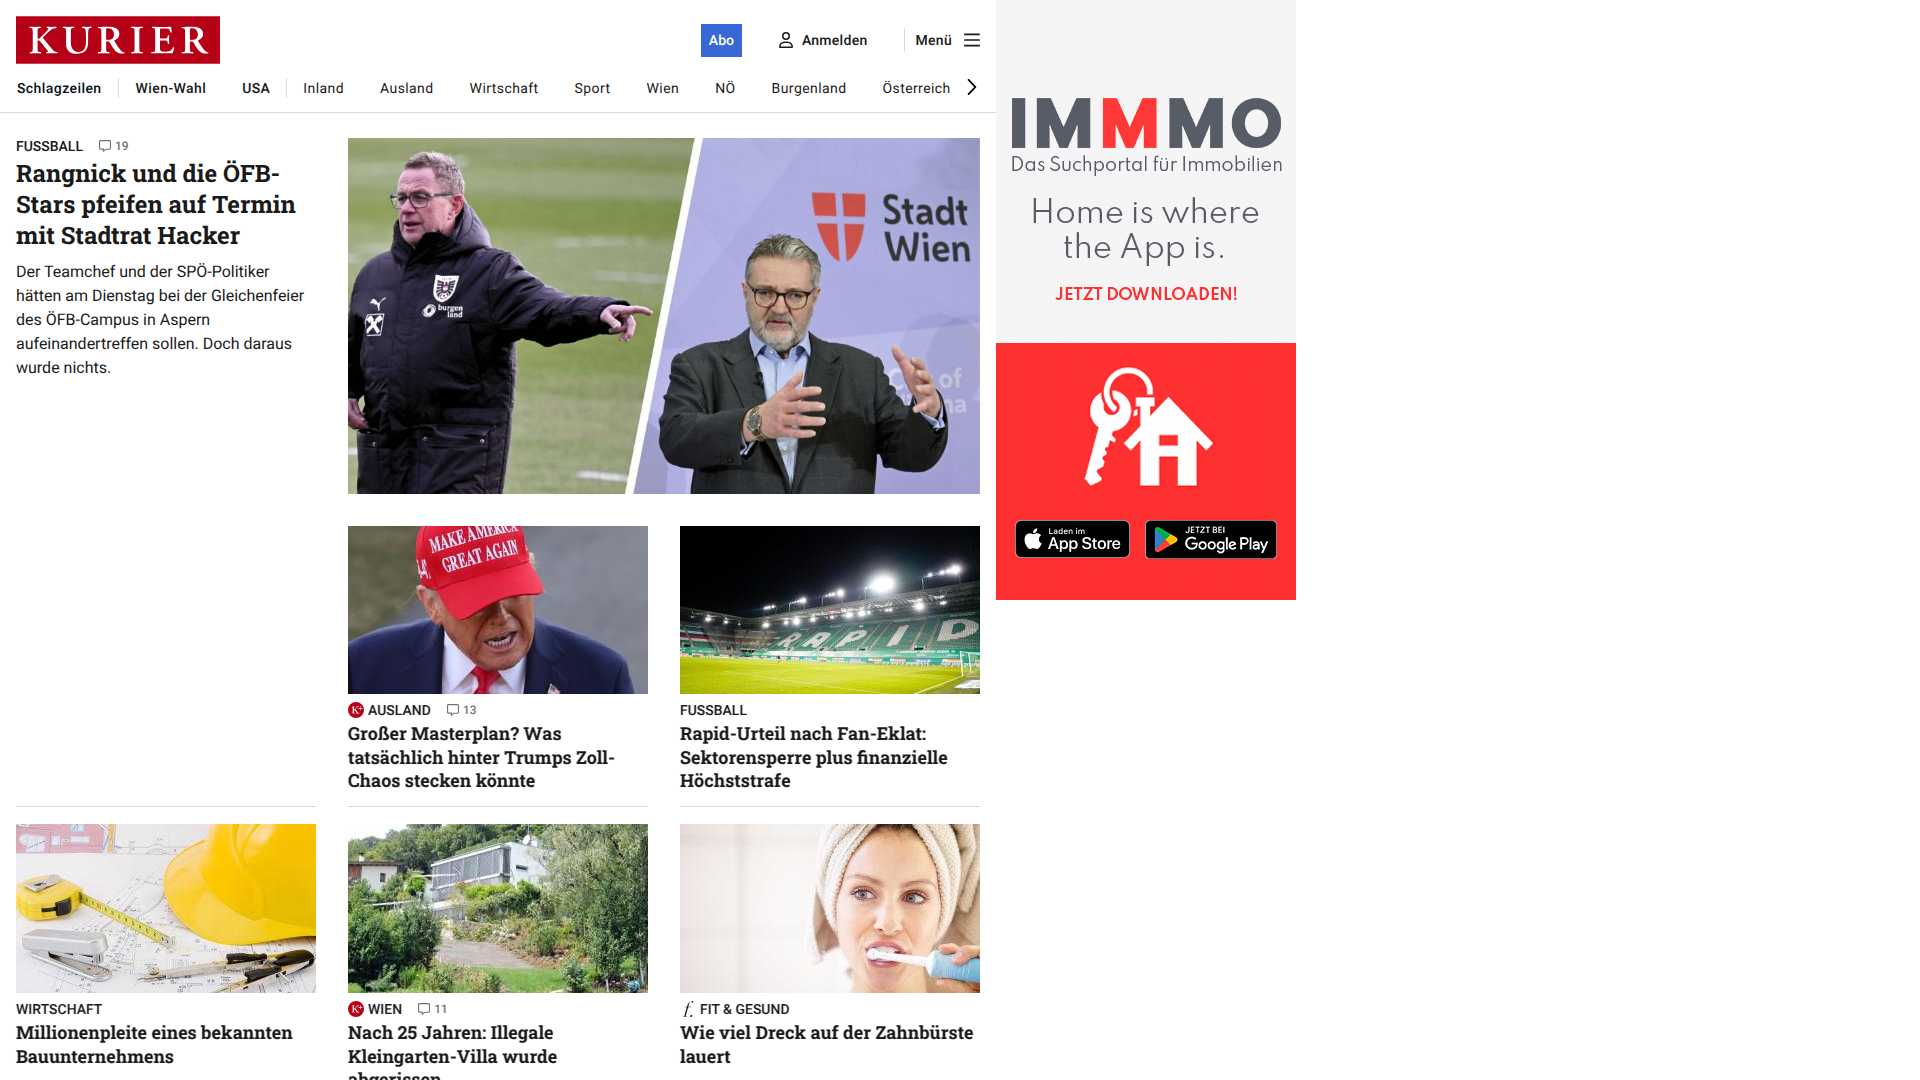 KURIER
Abo
Anmelden
Menü
Schlagzeilen
Wien-Wahl
USA
Inland
Ausland
Wirtschaft
Sport
Wien
NÖ
Burgenland
Österreich
FUSSBALL 19
Rangnick und die ÖFB-
Stars pfeifen auf Termin
mit Stadtrat Hacker
Der Teamchef und der SPÖ-Politiker
hätten am Dienstag bei der Gleichenfeier
des ÖFB-Campus in Aspern
aufeinandertreffen sollen. Doch daraus
wurde nichts.
burgen
land
Stadt
Wien
MAKE AMERICA
GREAT AGAIN
K+ AUSLAND 13
Großer Masterplan? Was
tatsächlich hinter Trumps Zoll-
Chaos stecken könnte
RAPID
FUSSBALL
Rapid-Urteil nach Fan-Eklat:
Sektorensperre plus finanzielle
Höchststrafe
WIRTSCHAFT
Millionenpleite eines bekannten
Bauunternehmens
K+ WIEN 11
Nach 25 Jahren: Illegale
Kleingarten-Villa wurde
abgerissen
f. FIT & GESUND
Wie viel Dreck auf der Zahnbürste
lauert
IMMMO
Das Suchportal für Immobilien
Home is where
the App is.
JETZT DOWNLOADEN!
Laden im
App Store
JETZT BEI
Google Play